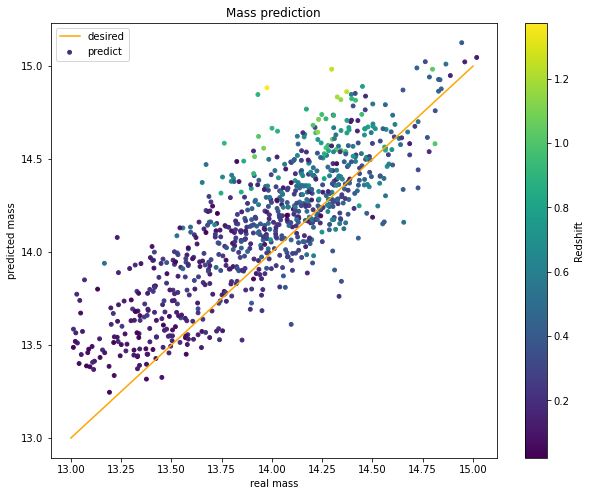 Mass prediction
desired
predict
15.0
14.5
14.0
13.5
13.0
predicted mass
13.00 13.25 13.50 13.75 14.00 14.25 14.50 14.75 15.00
real mass
1.2
1.0
0.8
0.6
0.4
0.2
Redshift